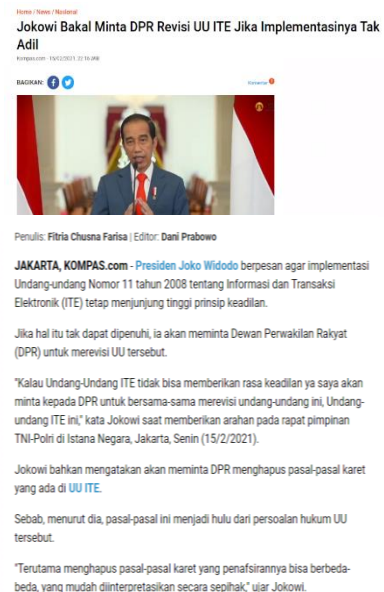 Home / News / Nasional
Jokowi Bakal Minta DPR Revisi UU ITE Jika Implementasinya Tak
Adil
Kompas.com - 15/02/2021, 22:16 WIB
BAGIKAN:
Komentar
Penulis: Fitria Chusna Farisa | Editor: Dani Prabowo
JAKARTA, KOMPAS.com - Presiden Joko Widodo berpesan agar implementasi
Undang-undang Nomor 11 tahun 2008 tentang Informasi dan Transaksi
Elektronik (ITE) tetap menjunjung tinggi prinsip keadilan.
Jika hal itu tak dapat dipenuhi, ia akan meminta Dewan Perwakilan Rakyat
(DPR) untuk merevisi UU tersebut.
"Kalau Undang-Undang ITE tidak bisa memberikan rasa keadilan ya saya akan
minta kepada DPR untuk bersama-sama merevisi undang-undang ini, Undang-
undang ITE ini," kata Jokowi saat memberikan arahan pada rapat pimpinan
TNI-Polri di Istana Negara, Jakarta, Senin (15/2/2021).
Jokowi bahkan mengatakan akan meminta DPR menghapus pasal-pasal karet
yang ada di UU ITE.
Sebab, menurut dia, pasal-pasal ini menjadi hulu dari persoalan hukum UU
tersebut.
"Terutama menghapus pasal-pasal karet yang penafsirannya bisa berbeda-
beda, yang mudah diinterpretasikan secara sepihak," ujar Jokowi.